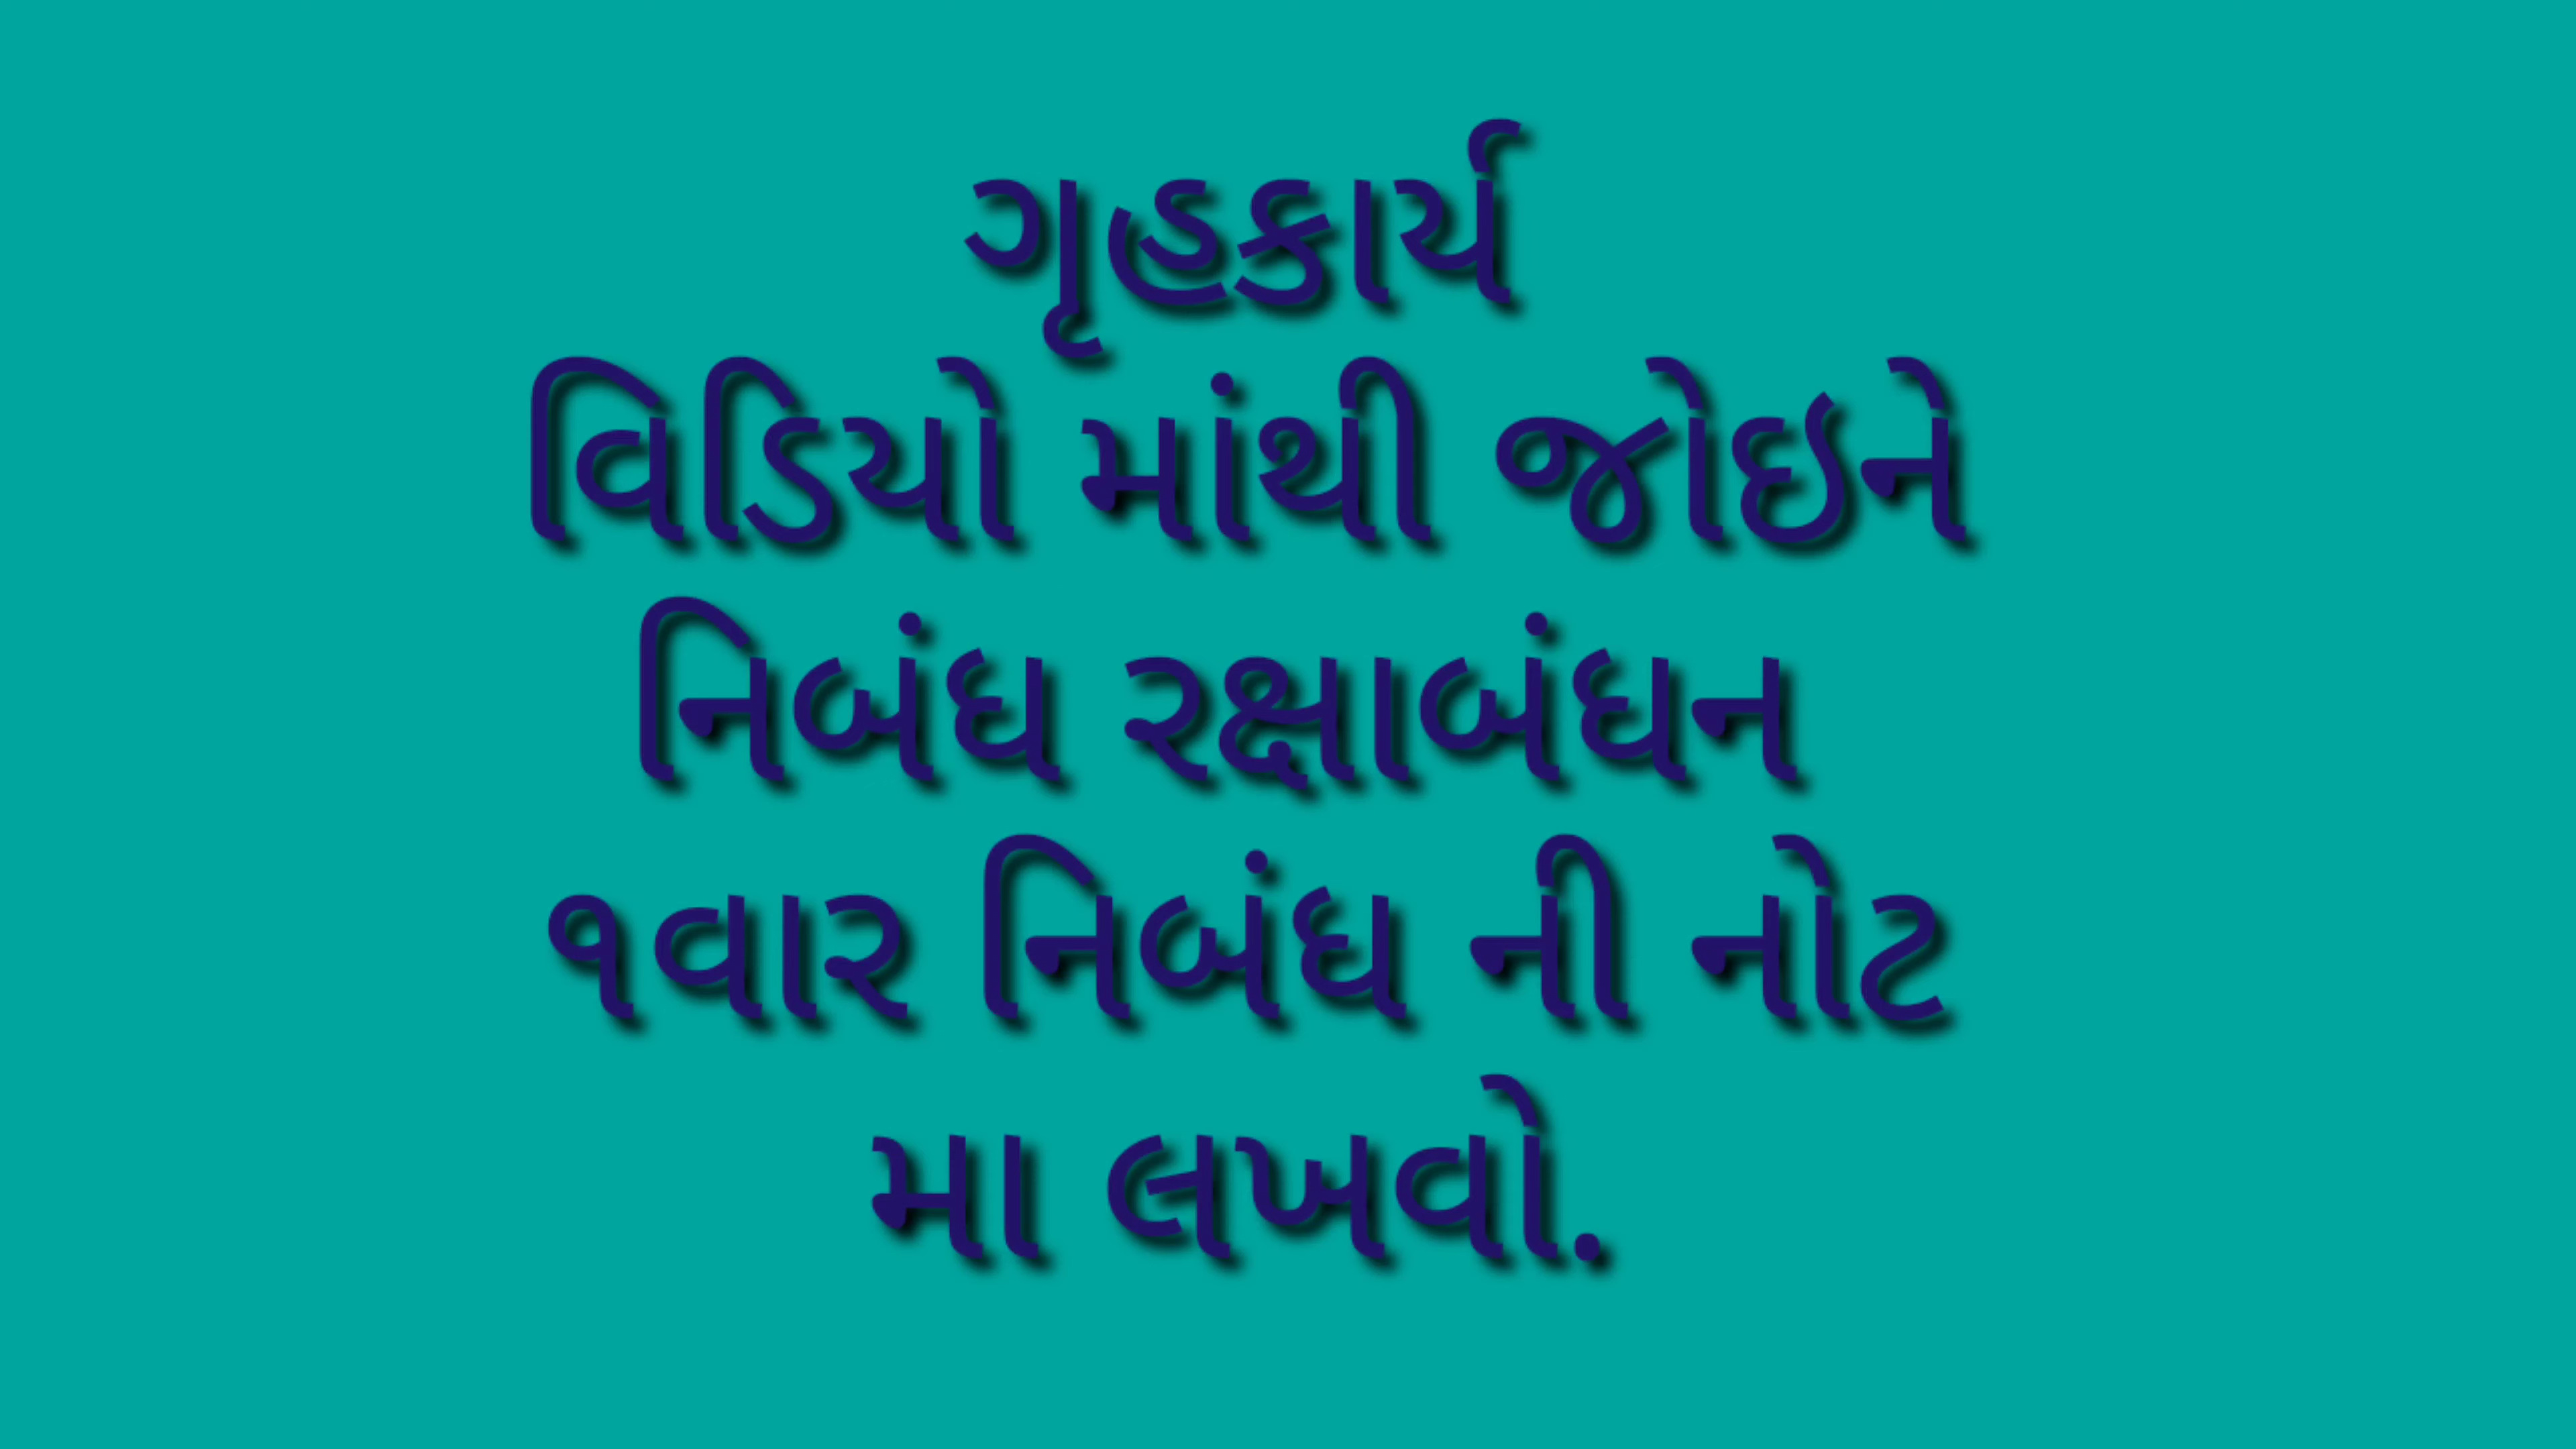 ગૃહકાર્ય
વિડિયો માંથી જોઇને
નિબંધ રક્ષાબંધન
૧વાર નિબંધ ની નોટ
મા લખવો.